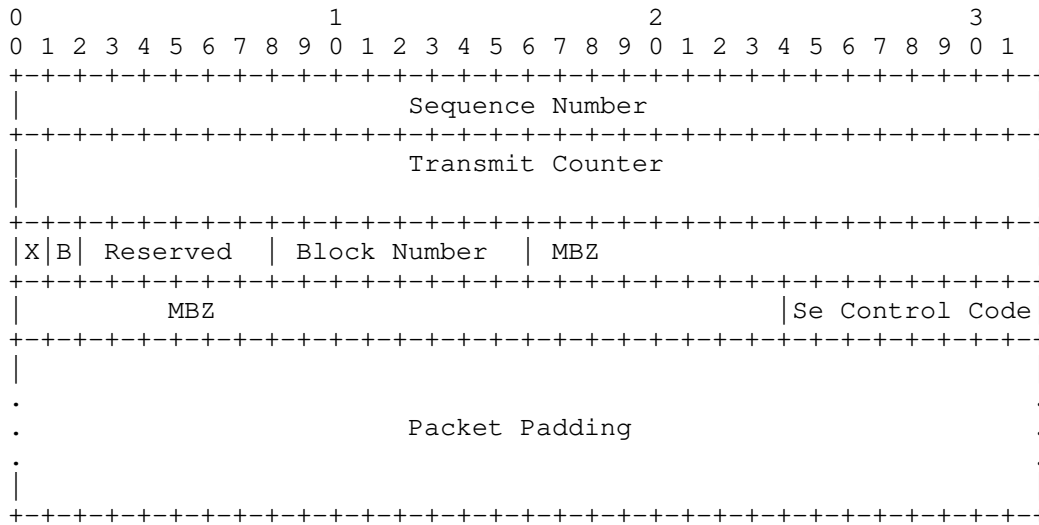 0                   1                   2                   3
0 1 2 3 4 5 6 7 8 9 0 1 2 3 4 5 6 7 8 9 0 1 2 3 4 5 6 7 8 9 0 1
+-+-+-+-+-+-+-+-+-+-+-+-+-+-+-+-+-+-+-+-+-+-+-+-+-+-+-+-+-+-+-+--
|                        Sequence Number
+-+-+-+-+-+-+-+-+-+-+-+-+-+-+-+-+-+-+-+-+-+-+-+-+-+-+-+-+-+-+-+--
|                        Transmit Counter
|
+-+-+-+-+-+-+-+-+-+-+-+-+-+-+-+-+-+-+-+-+-+-+-+-+-+-+-+-+-+-+-+--
|X|B| Reserved  | Block Number  | MBZ
+-+-+-+-+-+-+-+-+-+-+-+-+-+-+-+-+-+-+-+-+-+-+-+-+-+-+-+-+-+-+-+--
|         MBZ                                   |Se Control Code
+-+-+-+-+-+-+-+-+-+-+-+-+-+-+-+-+-+-+-+-+-+-+-+-+-+-+-+-+-+-+-+--
|
.                                                               .
.                        Packet Padding                         .
.                                                               .
|
+-+-+-+-+-+-+-+-+-+-+-+-+-+-+-+-+-+-+-+-+-+-+-+-+-+-+-+-+-+-+-+--